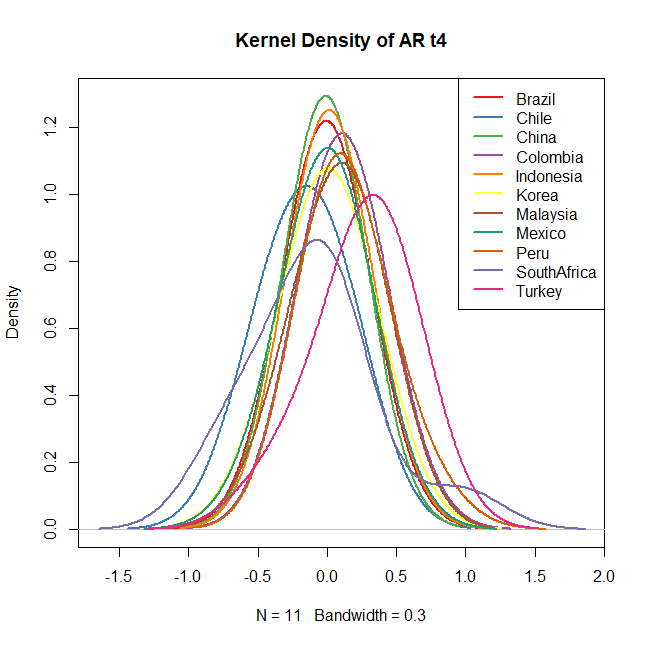 Kernel Density of AR t4
Brazil
Chile
China
Colombia
Indonesia
Korea
Malaysia
Mexico
Peru
SouthAfrica
Turkey
Density
0.0
0.2
0.4
0.6
0.8
1.0
1.2
-1.5
-1.0
-0.5
0.0
0.5
1.0
1.5
2.0
N = 11 Bandwidth = 0.3